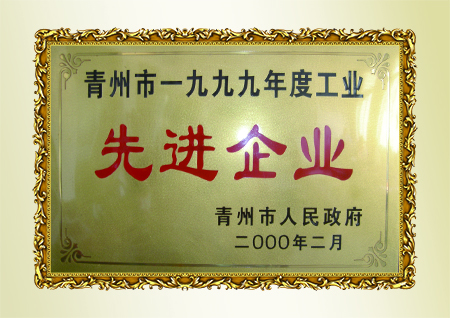 青州市一九九九年度工业
先进企业
青州市人民政府
二000年二月